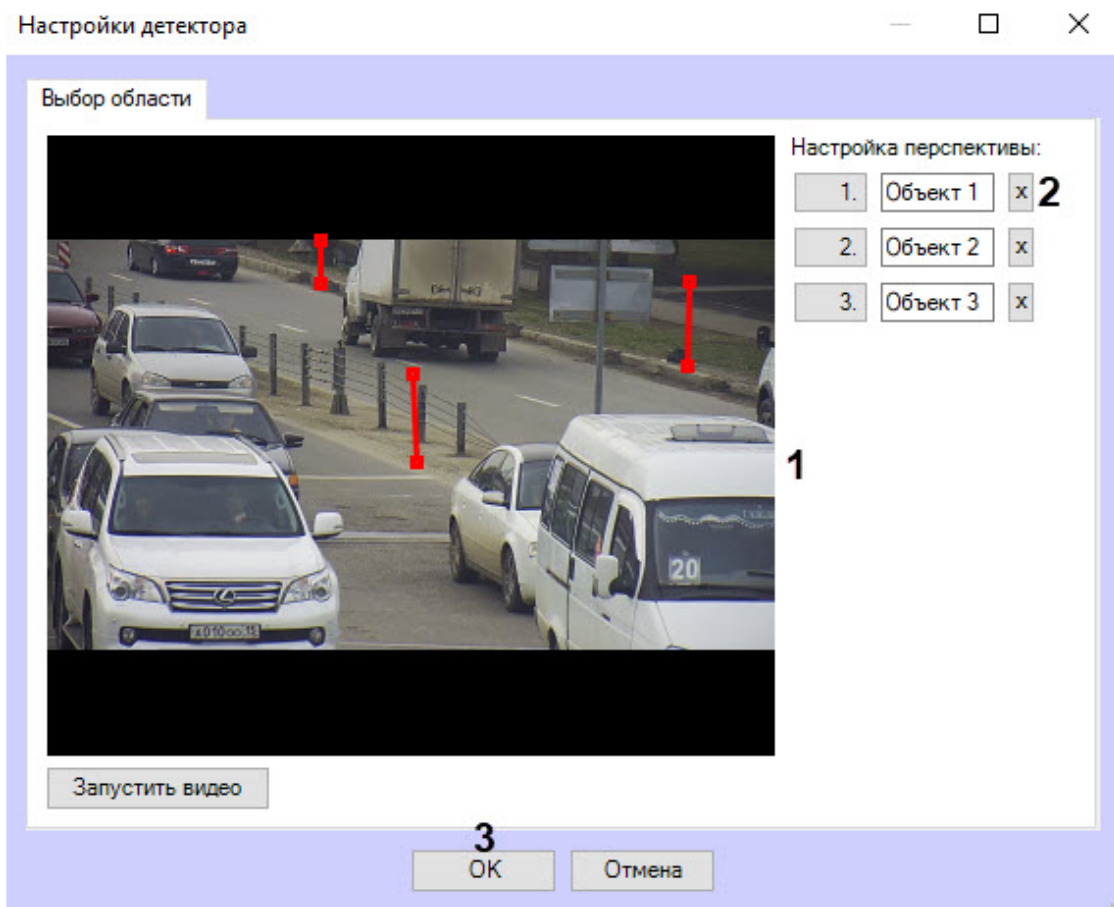 Настройки детектора
Выбор области
Настройка перспективы:
1. Объект 1 x 2
2. Объект 2 x
3. Объект 3 x
1
20
Запустить видео
3
OK Отмена